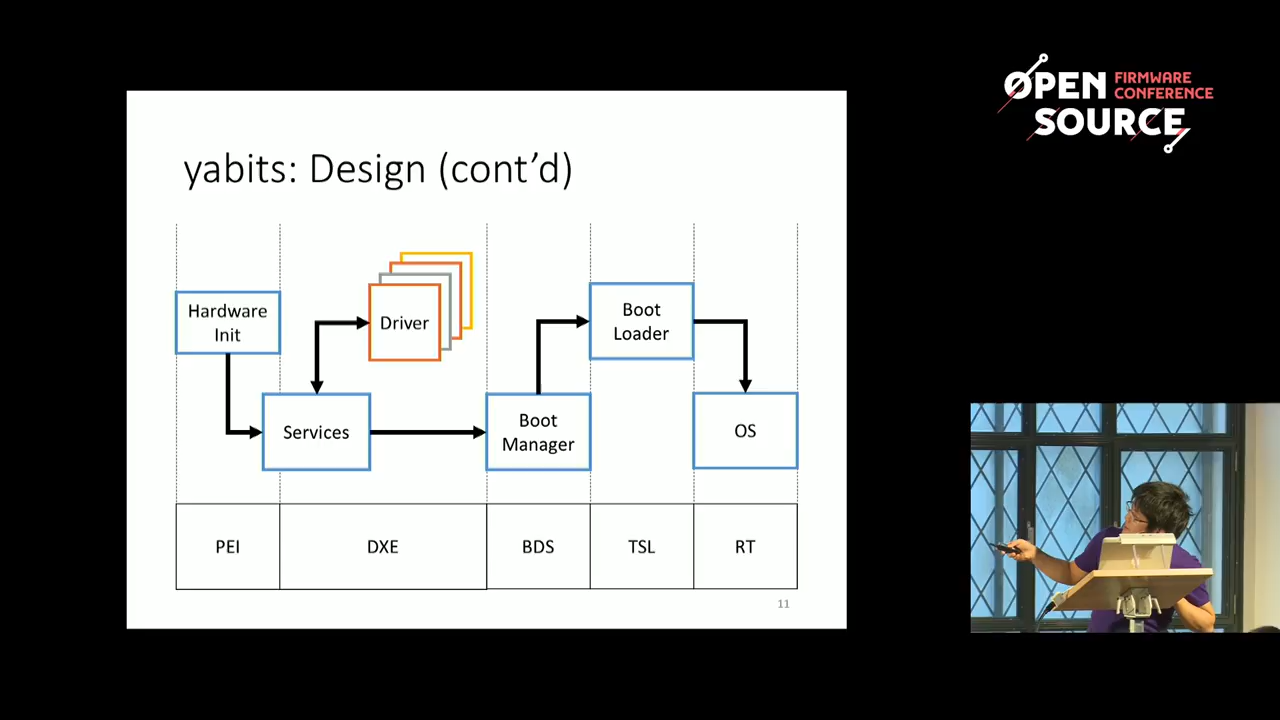 OPEN FIRMWARE
CONFERENCE
SOURCE
yabits: Design (cont’d)
Hardware
Init
Driver
Services
Boot
Manager
Boot
Loader
OS
PEI
DXE
BDS
TSL
RT
11